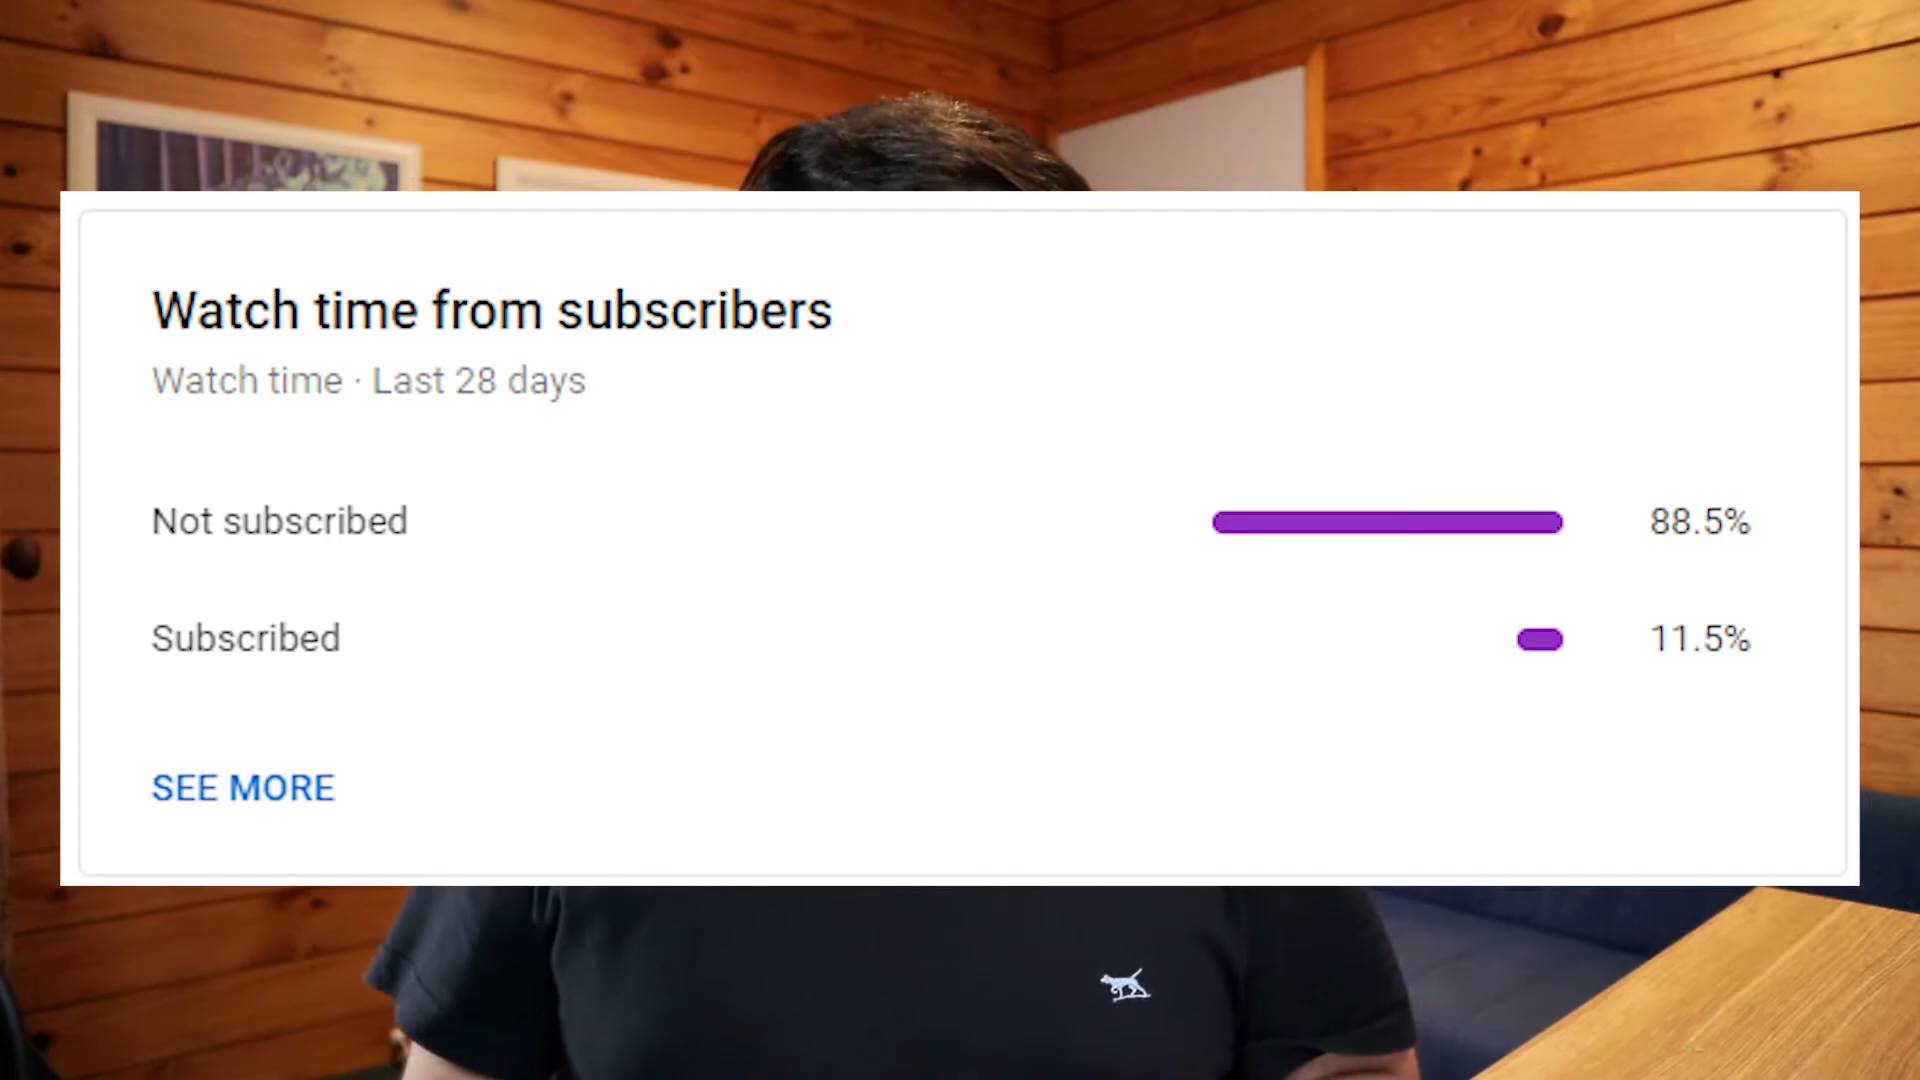 Watch time from subscribers
Watch time · Last 28 days
Not subscribed 88.5%
Subscribed 11.5%
SEE MORE